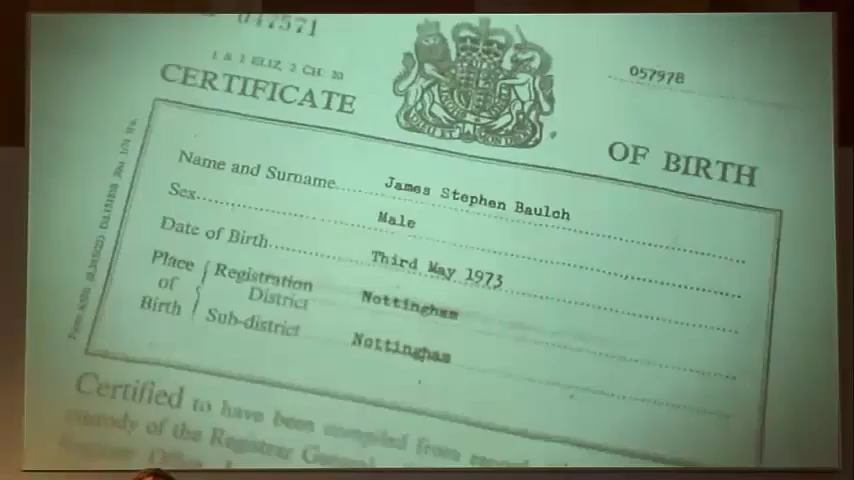 047571
1 & 2 ELIZ. 2 CH. 20
057978
CERTIFICATE OF BIRTH
Name and Surname James Stephen Baulch
Sex Male
Date of Birth Third May 1973
Place of Birth
Registration District Nottingham
Sub-district Nottingham
Certified to have been compiled from
custody of the Registrar General